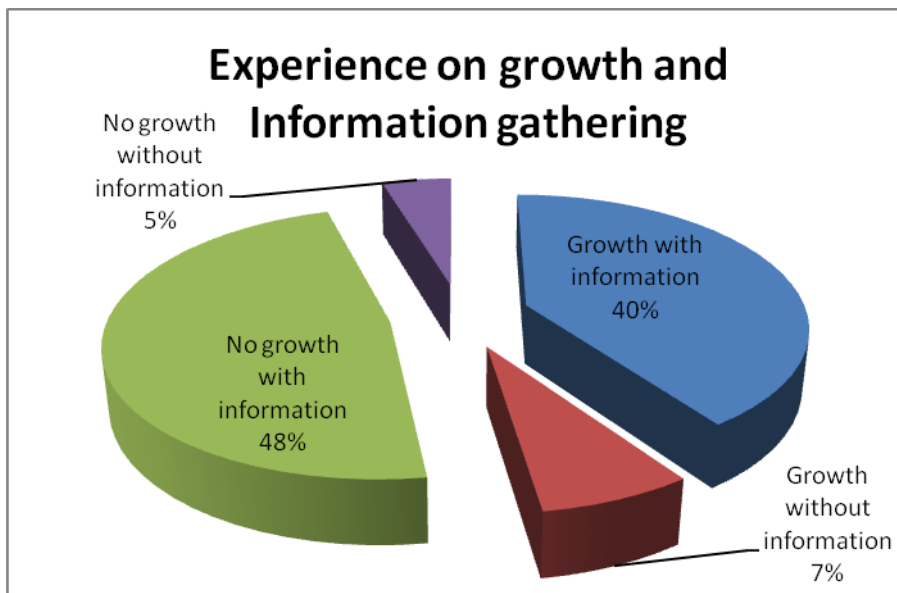 Experience on growth and
Information gathering
No growth
without
information
5%
Growth with
information
40%
No growth
with
information
48%
Growth
without
information
7%